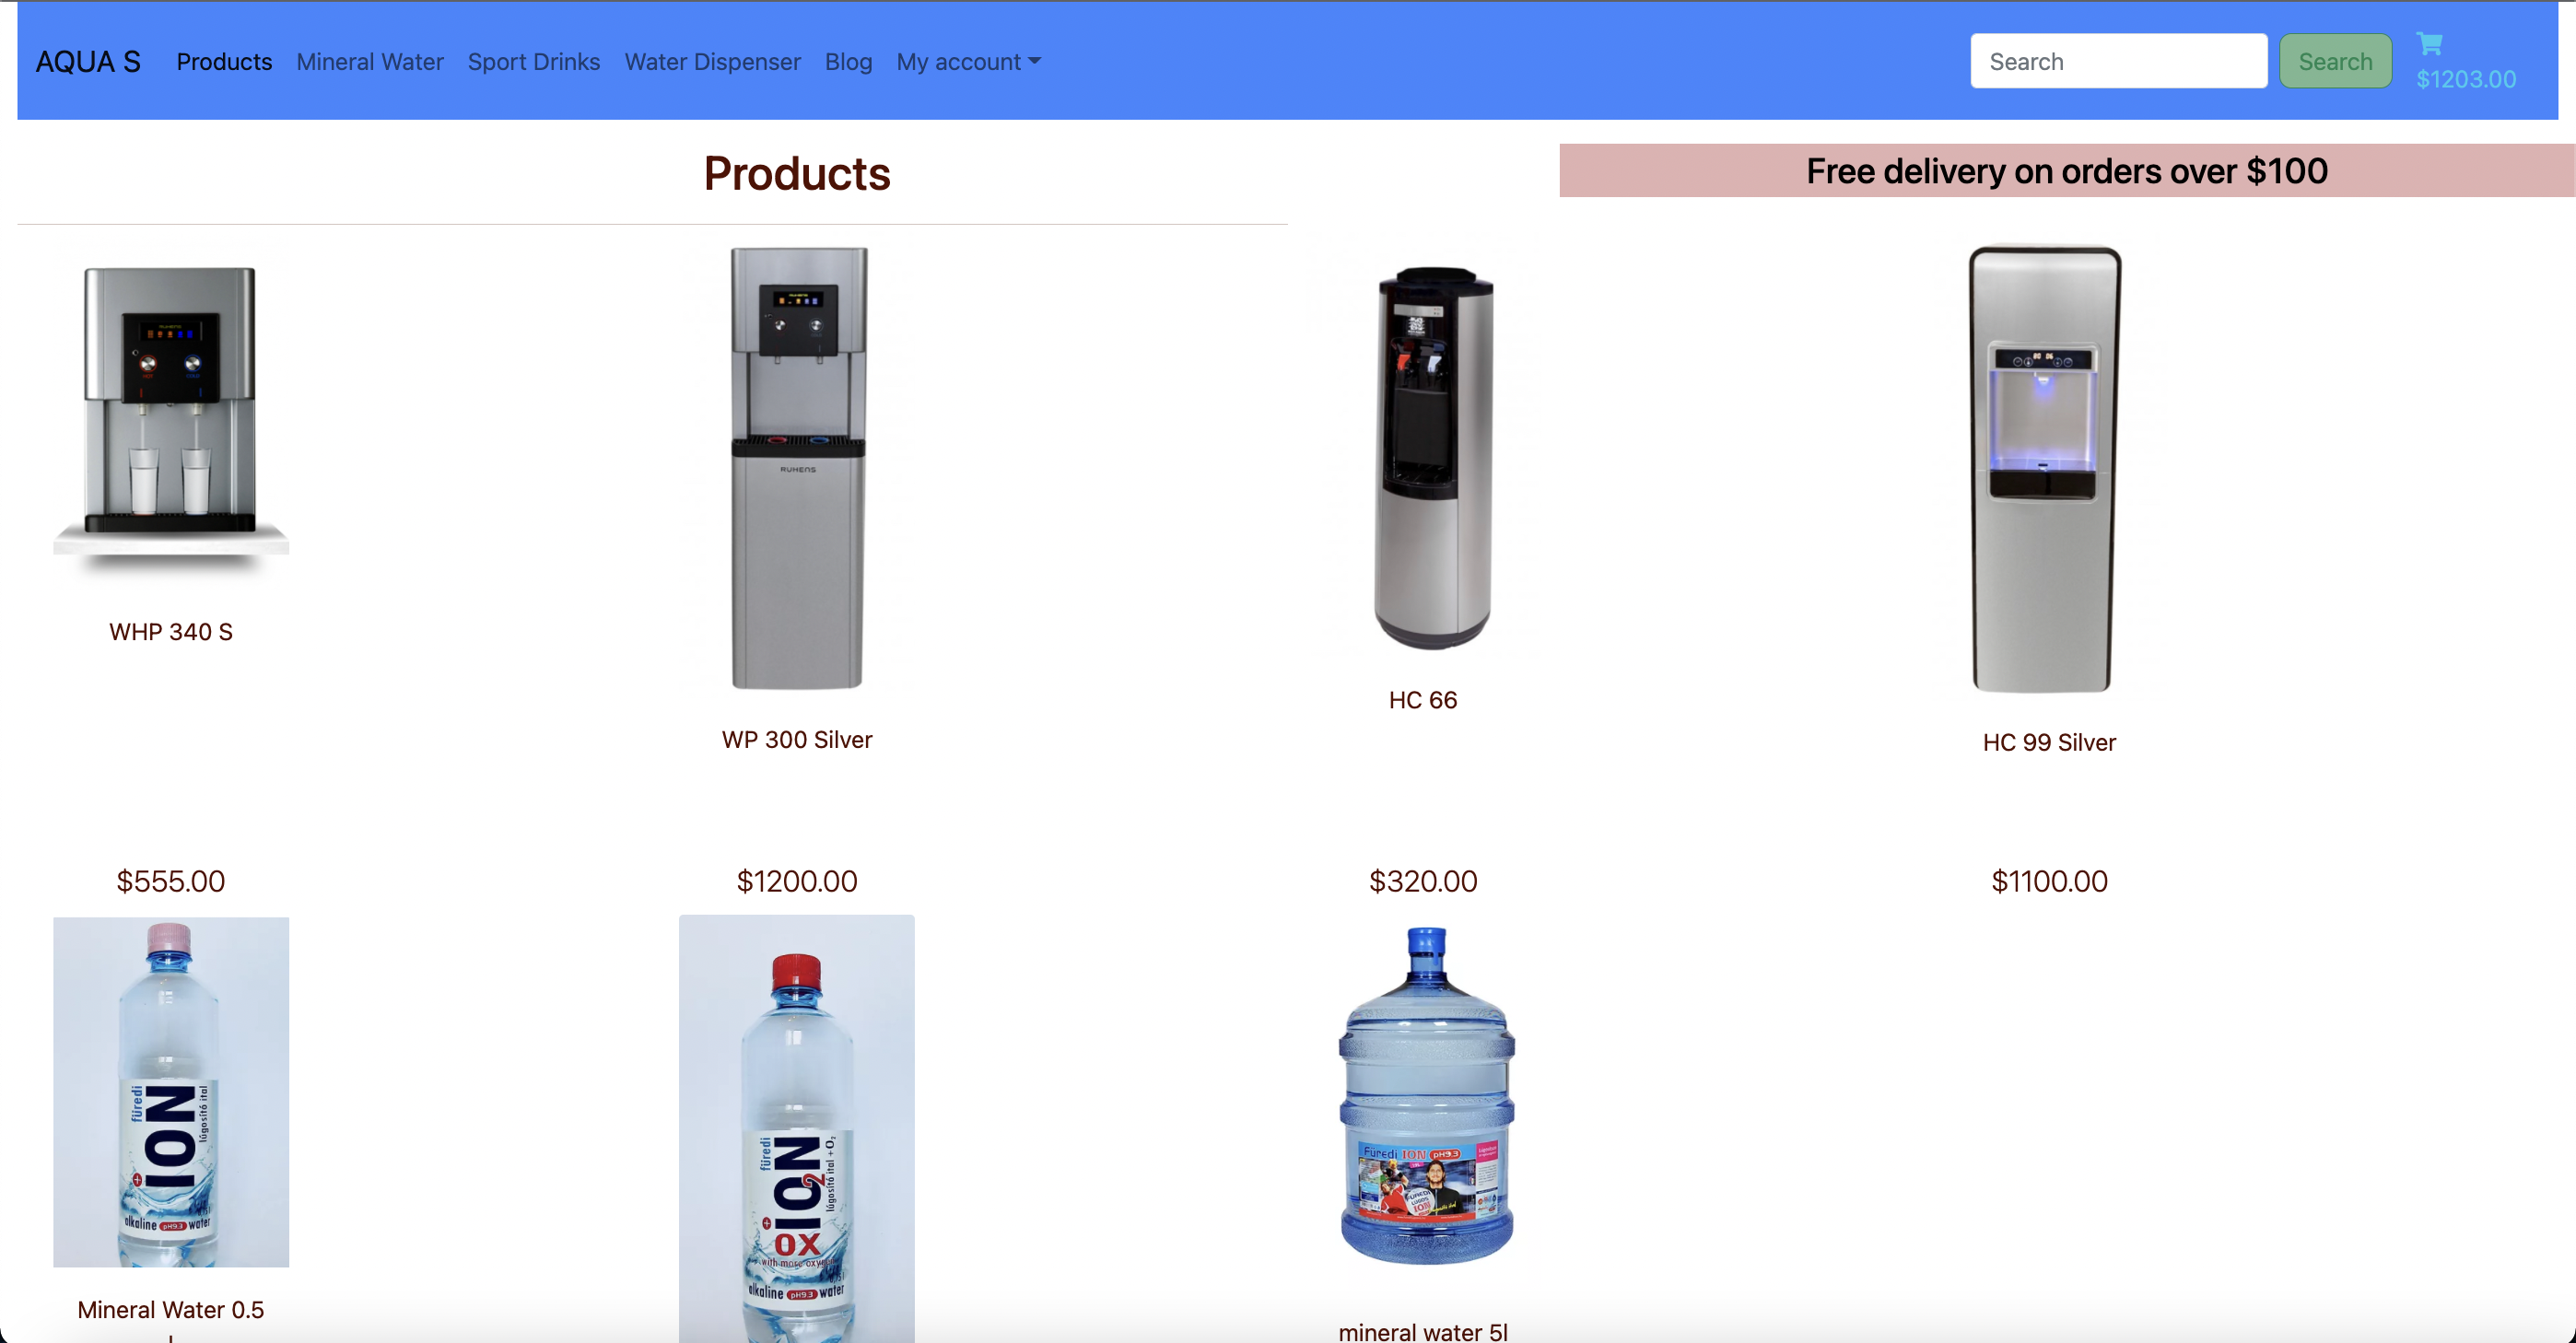 AQUA S Products Mineral Water Sport Drinks Water Dispenser Blog My account Search Search
$1203.00
Products
Free delivery on orders over $100
RUHENS
WHP 340 S
WP 300 Silver
HC 66
HC 99 Silver
$555.00
$1200.00
$320.00
$1100.00
füredi
+ION
lúgosító ital
alkaline pH9.3 water
Mineral Water 0.5
füredi
+ION2
lúgosító ital +O2
OX
with more oxy
alkaline pH9.3 water
Füredi ION pH9.3
mineral water 5l